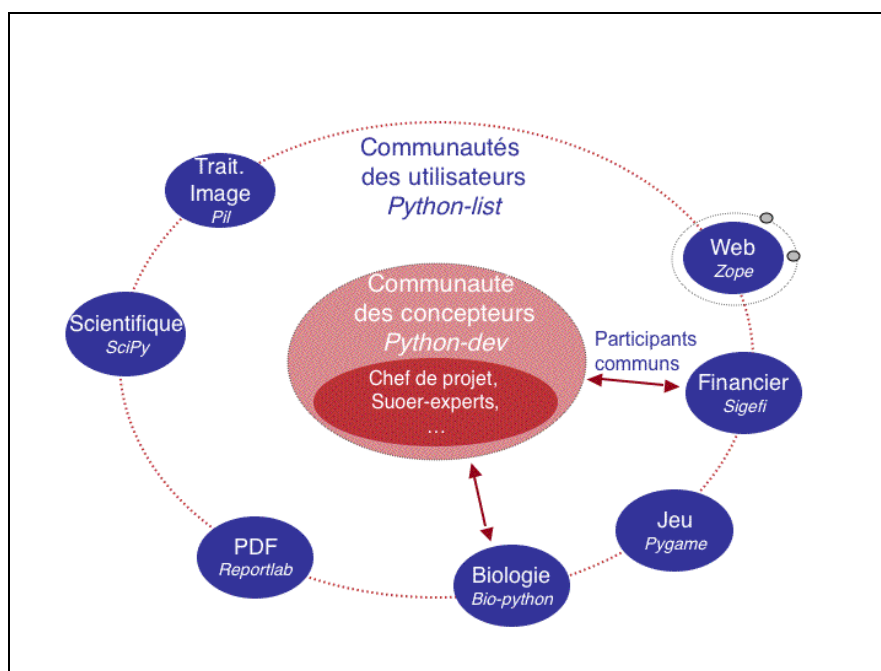 Communautés
des utilisateurs
Python-list
Trait.
Image
Pil
Web
Zope
Communauté
des concepteurs
Python-dev
Participants
communs
Scientifique
SciPy
Chef de projet,
Suoer-experts,
...
Financier
Sigefi
Jeu
Pygame
PDF
Reportlab
Biologie
Bio-python